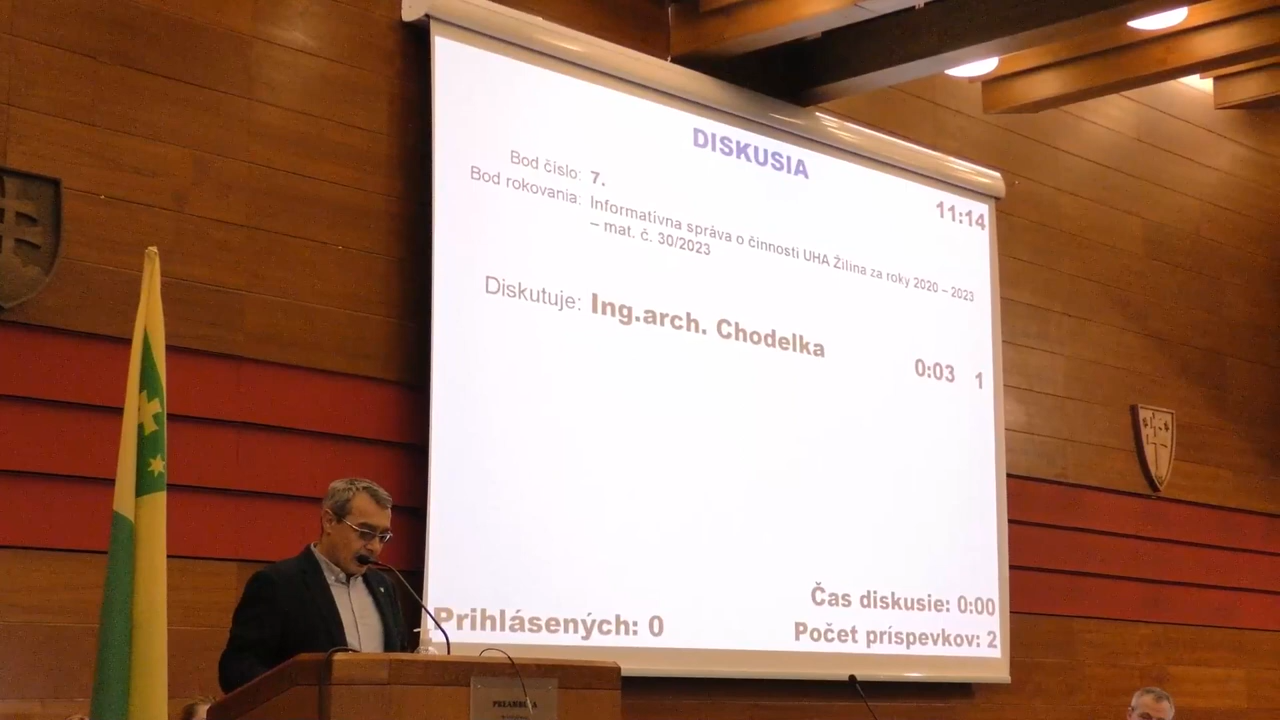 DISKUSIA
11:14
Bod číslo: 7.
Bod rokovania: Informatívna správa o činnosti UHA Žilina za roky 2020 – 2023
– mat. č. 30/2023
Diskutuje: Ing.arch. Chodelka 0:03 1
Čas diskusie: 0:00
Prihlásených: 0
Počet príspevkov: 2